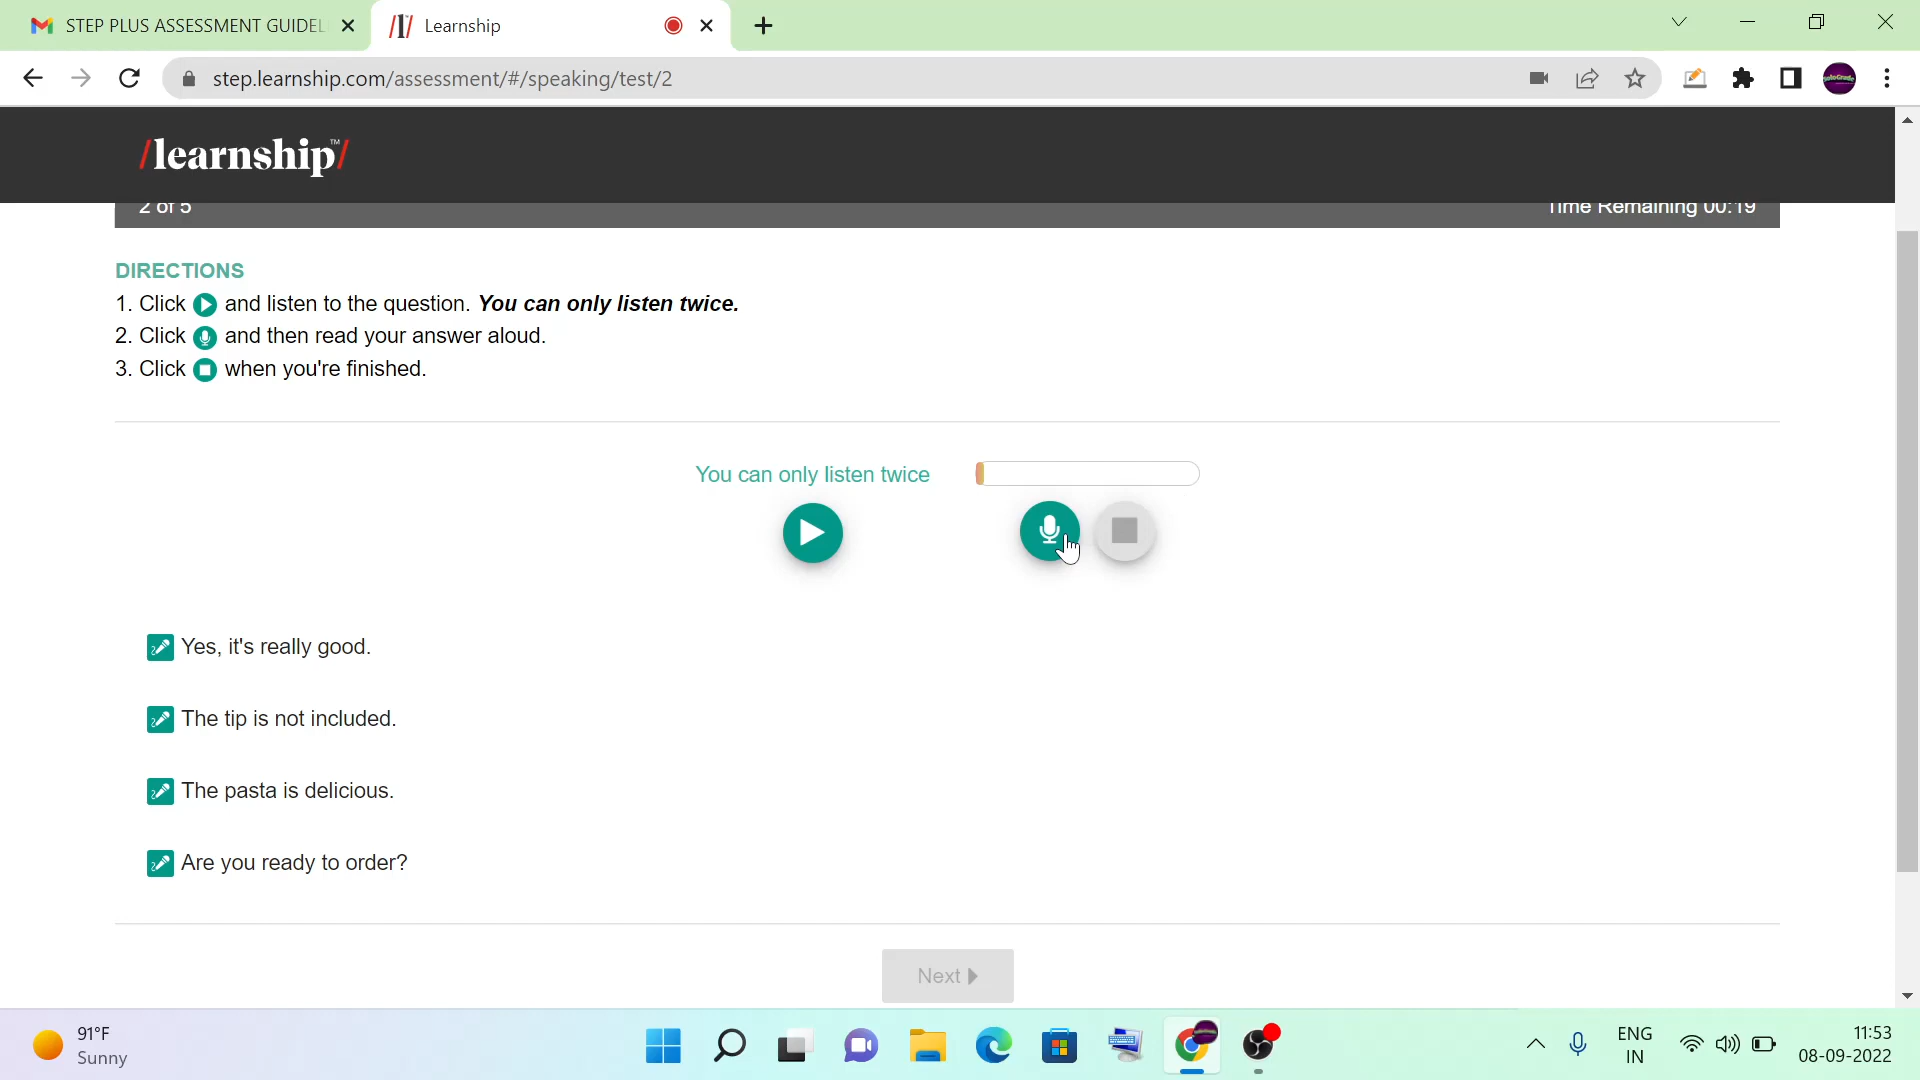 STEP PLUS ASSESSMENT GUIDEL
Learnship
step.learnship.com/assessment/#/speaking/test/2
/learnship/™
2 of 5
Time Remaining 00:19
DIRECTIONS
1. Click and listen to the question. You can only listen twice.
2. Click and then read your answer aloud.
3. Click when you're finished.
You can only listen twice
Yes, it's really good.
The tip is not included.
The pasta is delicious.
Are you ready to order?
Next
91°F
Sunny
ENG
IN
11:53
08-09-2022